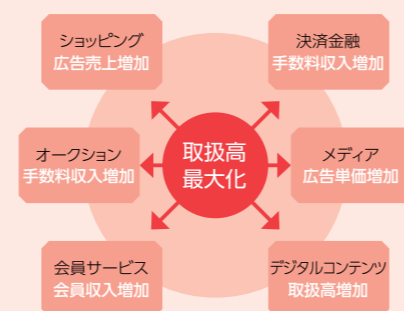 ショッピング
広告売上増加
決済金融
手数料収入増加
オークション
手数料収入増加
取扱高
最大化
メディア
広告単価増加
会員サービス
会員収入増加
デジタルコンテンツ
取扱高増加